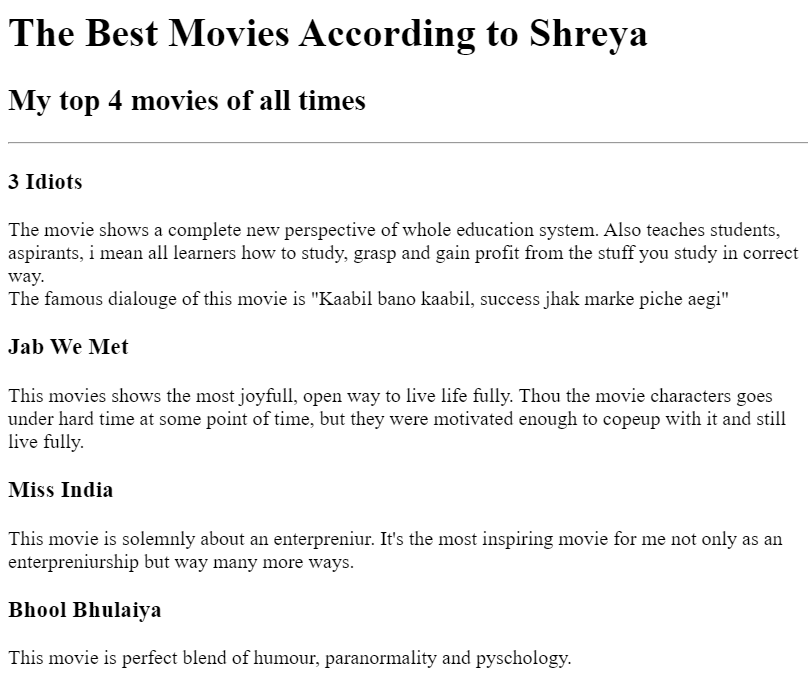 The Best Movies According to Shreya
My top 4 movies of all times
3 Idiots
The movie shows a complete new perspective of whole education system. Also teaches students,
aspirants, i mean all learners how to study, grasp and gain profit from the stuff you study in correct
way.
The famous dialouge of this movie is "Kaabil bano kaabil, success jhak marke piche aegi"
Jab We Met
This movies shows the most joyfull, open way to live life fully. Thou the movie characters goes
under hard time at some point of time, but they were motivated enough to copeup with it and still
live fully.
Miss India
This movie is solemnly about an enterpreniur. It's the most inspiring movie for me not only as an
enterpreniurship but way many more ways.
Bhool Bhulaiya
This movie is perfect blend of humour, paranormality and pyschology.